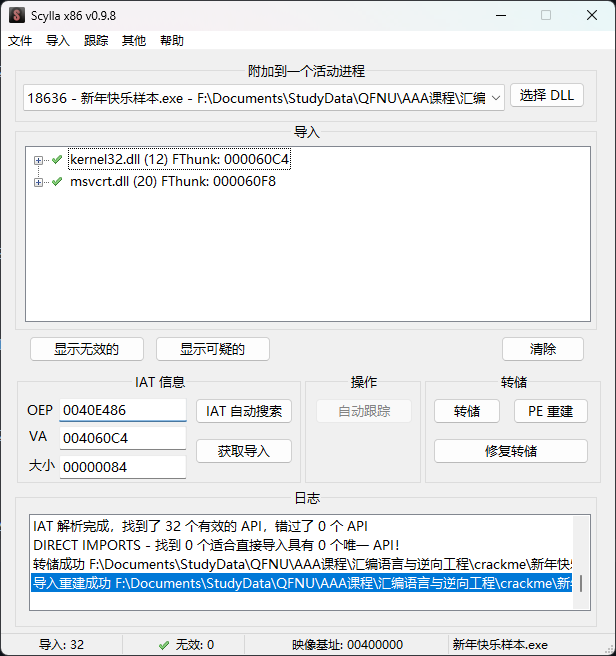 Scylla x86 v0.9.8
文件 导入 跟踪 其他 帮助
附加到一个活动进程
18636 - 新年快乐样本.exe - F:\Documents\StudyData\QFNU\AAA课程\汇编
选择 DLL
导入
kernel32.dll (12) FThunk: 000060C4
msvcrt.dll (20) FThunk: 000060F8
显示无效的 显示可疑的 清除
IAT 信息 操作 转储
OEP 0040E486 IAT 自动搜索 自动跟踪 转储 PE 重建
VA 004060C4
大小 00000084 获取导入 修复转储
日志
IAT 解析完成，找到了 32 个有效的 API，错过了 0 个 API
DIRECT IMPORTS - 找到 0 个适合直接导入具有 0 个唯一 API!
转储成功 F:\Documents\StudyData\QFNU\AAA课程\汇编语言与逆向工程\crackme\新年快
导入重建成功 F:\Documents\StudyData\QFNU\AAA课程\汇编语言与逆向工程\crackme\新
导入: 32 无效: 0 映像基址: 00400000 新年快乐样本.exe